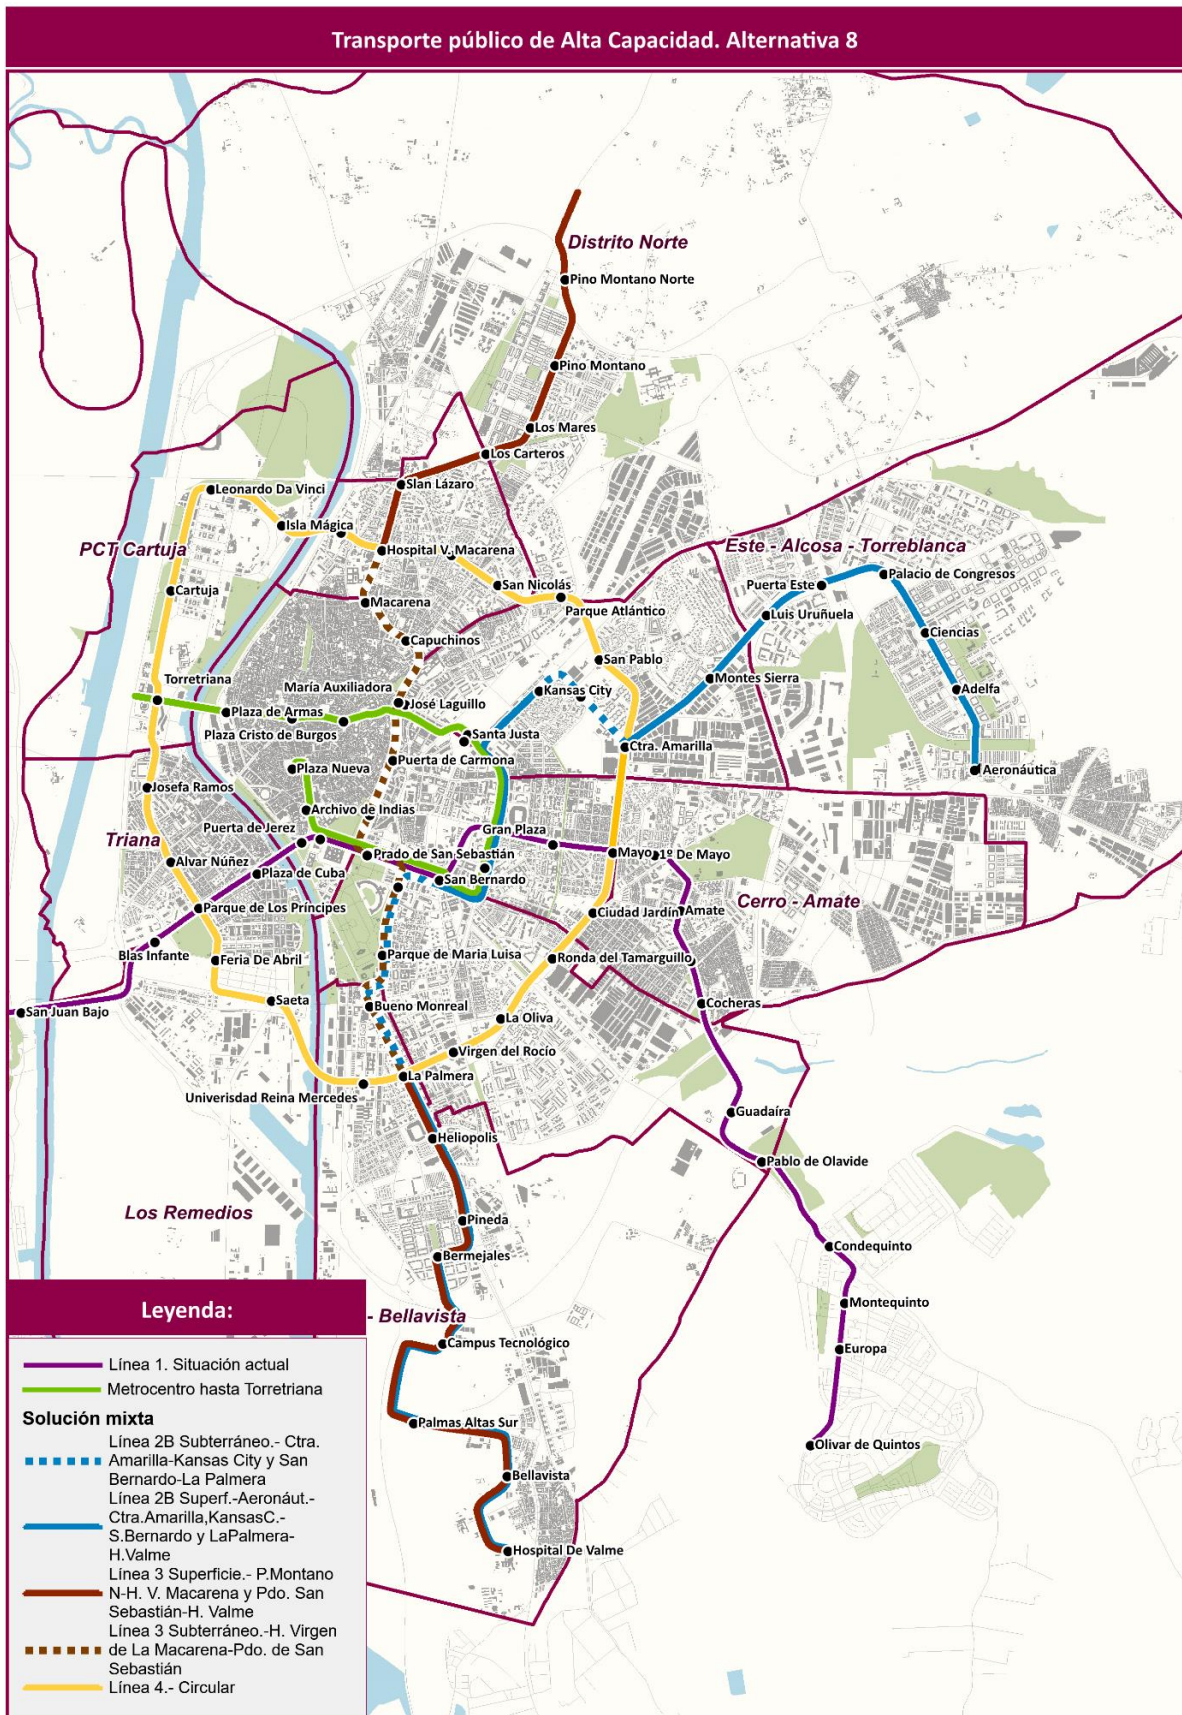 Transporte público de Alta Capacidad. Alternativa 8
Distrito Norte
Pino Montano Norte
Pino Montano
Los Mares
Los Carteros
Slan Lázaro
Leonardo Da Vinci
Isla Mágica
PCT Cartuja
Hospital V. Macarena
Este - Alcosa - Torreblanca
Palacio de Congresos
Puerta Este
San Nicolás
Cartuja
Macarena
Parque Atlántico
Luis Uruñuela
Capuchinos
Ciencias
San Pablo
Torretriana
María Auxiliadora
Kansas City
Montes Sierra
Adelfa
José Laguillo
Plaza de Armas
Plaza Cristo de Burgos
Santa Justa
Ctra. Amarilla
Puerta de Carmona
Plaza Nueva
Aeronáutica
Josefa Ramos
Archivo de Indias
Puerta de Jerez
Gran Plaza
Triana
Prado de San Sebastián
Mayo
1º De Mayo
Alvar Núñez
Plaza de Cuba
San Bernardo
Cerro - Amate
Parque de Los Príncipes
Ciudad Jardín
Amate
Blas Infante
Feria De Abril
Parque de Maria Luisa
Ronda del Tamarguillo
Saeta
Bueno Monreal
Cocheras
San Juan Bajo
La Oliva
Virgen del Rocío
La Palmera
Univerisdad Reina Mercedes
Guadaíra
Heliopolis
Pablo de Olavide
Los Remedios
Pineda
Bermejales
Condequinto
Montequinto
- Bellavista
Campus Tecnológico
Europa
Palmas Altas Sur
Olivar de Quintos
Bellavista
Hospital De Valme
Leyenda:
Línea 1. Situación actual
Metrocentro hasta Torretriana
Solución mixta
Línea 2B Subterráneo.- Ctra.
Amarilla-Kansas City y San
Bernardo-La Palmera
Línea 2B Superf.-Aeronáut.-
Ctra.Amarilla,KansasC.-
S.Bernardo y LaPalmera-
H.Valme
Línea 3 Superficie.- P.Montano
N-H. V. Macarena y Pdo. San
Sebastián-H. Valme
Línea 3 Subterráneo.-H. Virgen
de La Macarena-Pdo. de San
Sebastián
Línea 4.- Circular